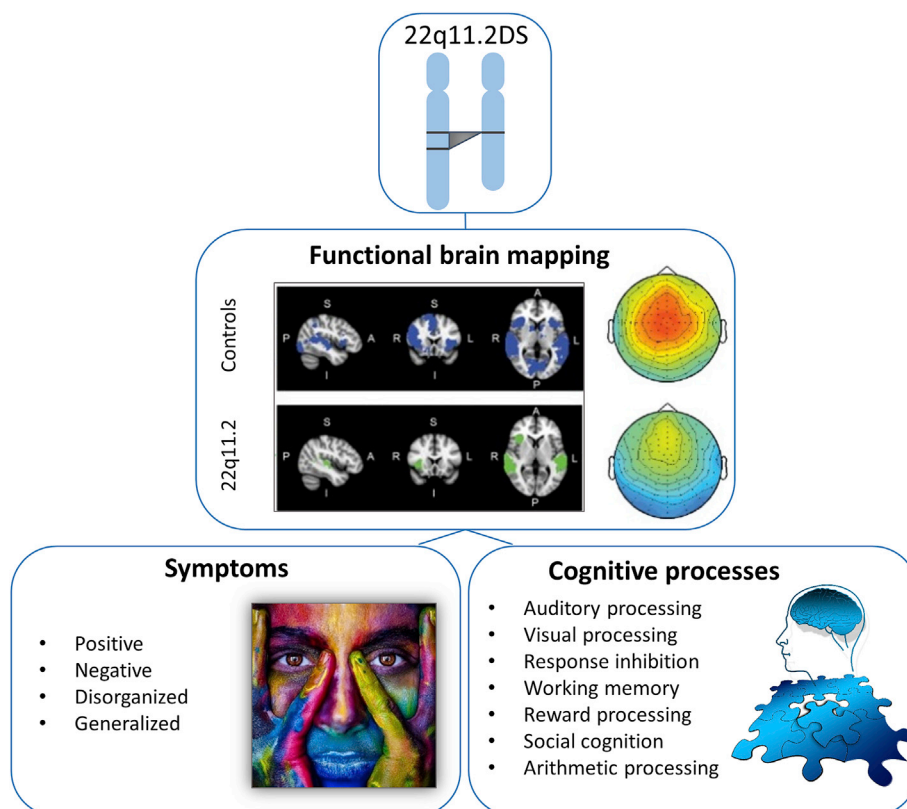 22q11.2DS
Functional brain mapping
Controls
S
P
A
I
S
R
L
I
A
R
L
P
22q11.2
S
P
A
I
S
R
L
I
A
R
L
P
Symptoms
• Positive
• Negative
• Disorganized
• Generalized
Cognitive processes
• Auditory processing
• Visual processing
• Response inhibition
• Working memory
• Reward processing
• Social cognition
• Arithmetic processing